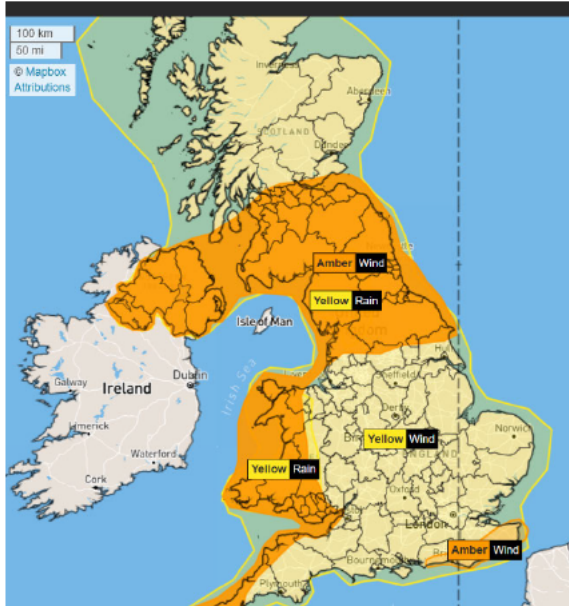 100 km
50 mi
© Mapbox
Attributions
Inverness
Aberdeen
SCOTLAND
Dundee
Amber Wind
Yellow Rain
Isle of Man
Irish Sea
Ireland
Dublin
Galway
Limerick
Waterford
Cork
Sheffield
Derby
Norwich
Yellow Wind
ENGLAND
Yellow Rain
Oxford
London
Amber Wind
Bournemouth
Plymouth